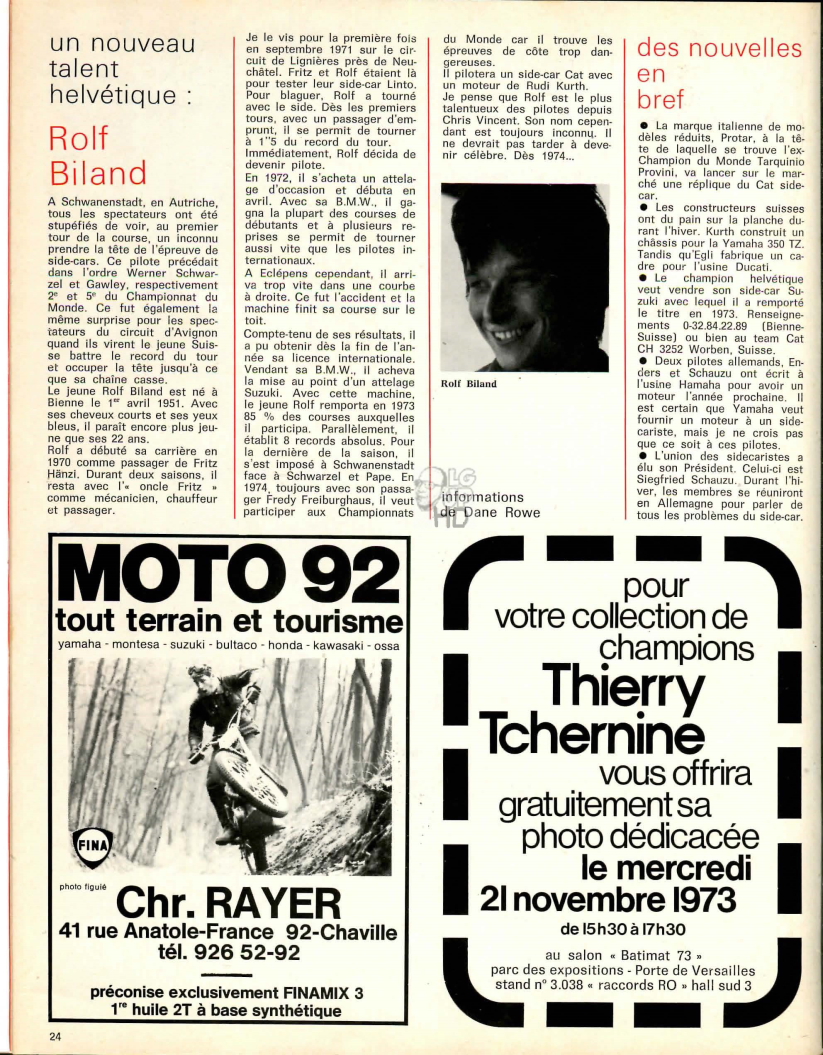 un nouveau
talent
helvétique :
Rolf
Biland
A Schwanenstadt, en Autriche,
tous les spectateurs ont été
stupéfiés de voir, au premier
tour de la course, un inconnu
prendre la tête de l'épreuve de
side-cars. Ce pilote précédait
dans l'ordre Werner Schwar-
zel et Gawley, respectivement
2e et 5e du Championnat du
Monde. Ce fut également la
même surprise pour les spec-
tateurs du circuit d'Avignon
quand ils virent le jeune Suis-
se battre le record du tour
et occuper la tête jusqu'à ce
que sa chaîne casse.
Le jeune Rolf Biland est né à
Bienne le 1er avril 1951. Avec
ses cheveux courts et ses yeux
bleus, il paraît encore plus jeu-
ne que ses 22 ans.
Rolf a débuté sa carrière en
1970 comme passager de Fritz
Hänzi. Durant deux saisons, il
resta avec l'« oncle Fritz »
comme mécanicien, chauffeur
et passager.
Je le vis pour la première fois
en septembre 1971 sur le cir-
cuit de Lignières près de Neu-
châtel. Fritz et Rolf étaient là
pour tester leur side-car Linto.
Pour blaguer, Rolf a tourné
avec le side. Dès les premiers
tours, avec un passager d'em-
prunt, il se permit de tourner
à 1"5 du record du tour.
Immédiatement, Rolf décida de
devenir pilote.
En 1972, il s'acheta un attela-
ge d'occasion et débuta en
avril. Avec sa B.M.W., il ga-
gna la plupart des courses de
débutants et à plusieurs re-
prises se permit de tourner
aussi vite que les pilotes in-
ternationaux.
A Eclépens cependant, il arri-
va trop vite dans une courbe
à droite. Ce fut l'accident et la
machine finit sa course sur le
toit.
Compte-tenu de ses résultats, il
a pu obtenir dès la fin de l'an-
née sa licence internationale.
Vendant sa B.M.W., il acheva
la mise au point d'un attelage
Suzuki. Avec cette machine,
le jeune Rolf remporta en 1973
85 % des courses auxquelles
il participa. Parallèlement, il
établit 8 records absolus. Pour
la dernière de la saison, il
s'est imposé à Schwanenstadt
face à Schwarzel et Pape. En
1974, toujours avec son passa-
ger Fredy Freiburghaus, il veut
participer aux Championnats
du Monde car il trouve les
épreuves de côte trop dan-
gereuses.
Il pilotera un side-car Cat avec
un moteur de Rudi Kurth.
Je pense que Rolf est le plus
talentueux des pilotes depuis
Chris Vincent. Son nom cepen-
dant est toujours inconnu. Il
ne devrait pas tarder à deve-
nir célèbre. Dès 1974...
Rolf Biland
informations
de Dane Rowe
des nouvelles
en
bref
● La marque italienne de mo-
dèles réduits, Protar, à la tê-
te de laquelle se trouve l'ex-
Champion du Monde Tarquinio
Provini, va lancer sur le mar-
ché une réplique du Cat side-
car.
● Les constructeurs suisses
ont du pain sur la planche du-
rant l'hiver. Kurth construit un
châssis pour la Yamaha 350 TZ.
Tandis qu'Egli fabrique un ca-
dre pour l'usine Ducati.
● Le champion helvétique
veut vendre son side-car Su-
zuki avec lequel il a remporté
le titre en 1973. Renseigne-
ments 0-32.84.22.89 (Bienne-
Suisse) ou bien au team Cat
CH 3252 Worben, Suisse.
● Deux pilotes allemands, En-
ders et Schauzu ont écrit à
l'usine Hamaha pour avoir un
moteur l'année prochaine. Il
est certain que Yamaha veut
fournir un moteur à un side-
cariste, mais je ne crois pas
que ce soit à ces pilotes.
● L'union des sidecaristes a
élu son Président. Celui-ci est
Siegfried Schauzu. Durant l'hi-
ver, les membres se réuniront
en Allemagne pour parler de
tous les problèmes du side-car.
MOTO 92
tout terrain et tourisme
yamaha - montesa - suzuki - bultaco - honda - kawasaki - ossa
FINA
photo figuié
Chr. RAYER
41 rue Anatole-France 92-Chaville
tél. 926 52-92
préconise exclusivement FINAMIX 3
1re huile 2T à base synthétique
pour
votre collection de
champions
Thierry
Tchernine
vous offrira
gratuitement sa
photo dédicacée
le mercredi
21 novembre 1973
de 15h30 à 17h30
au salon « Batimat 73 »
parc des expositions - Porte de Versailles
stand n° 3.038 « raccords RO » hall sud 3
24